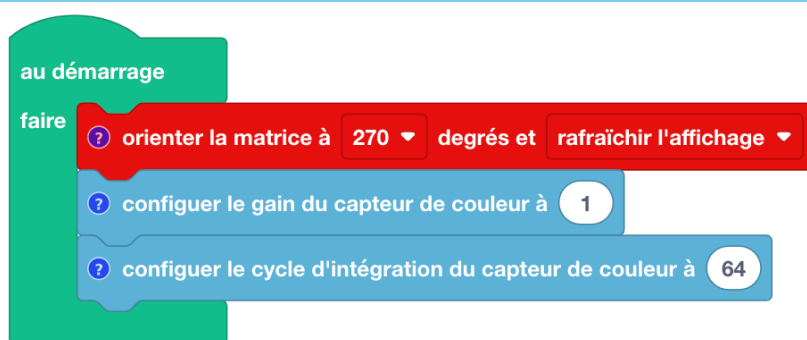 au démarrage
faire
? orienter la matrice à 270 degrés et rafraîchir l'affichage
? configuer le gain du capteur de couleur à 1
? configuer le cycle d'intégration du capteur de couleur à 64